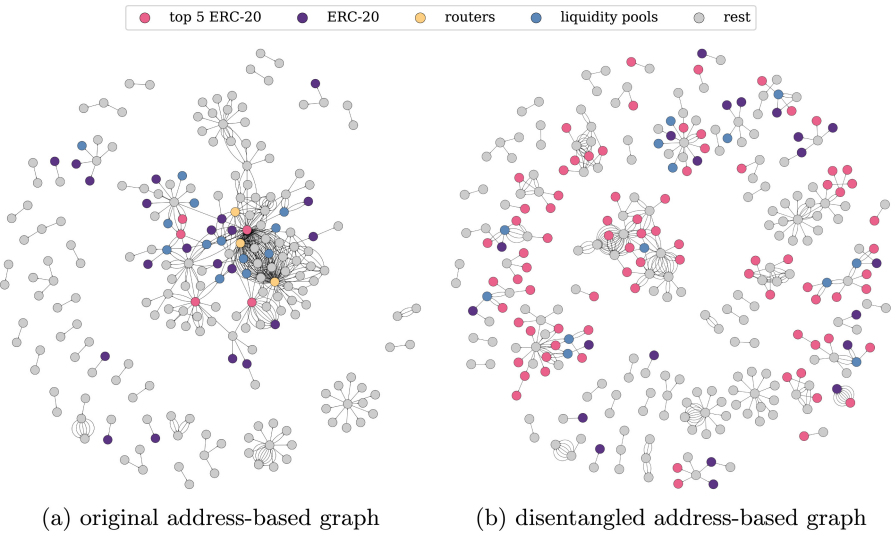 top 5 ERC-20 ERC-20 routers liquidity pools rest
(a) original address-based graph (b) disentangled address-based graph